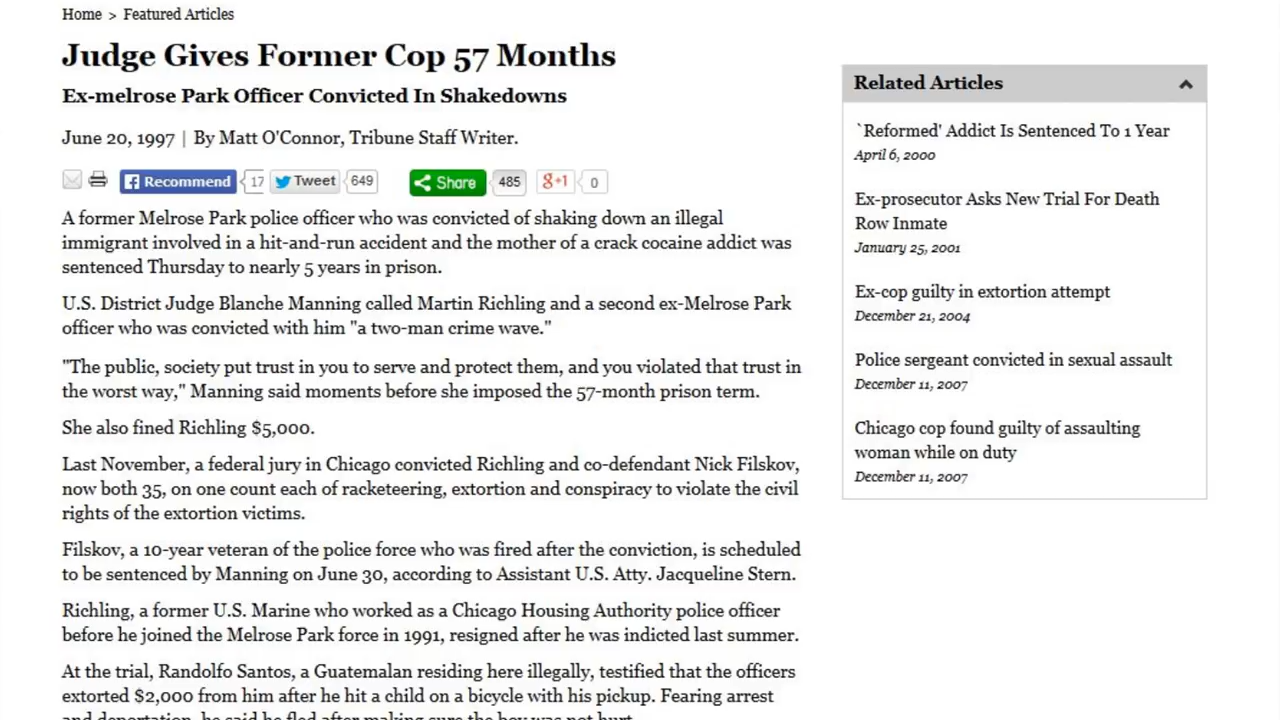 Home > Featured Articles
Judge Gives Former Cop 57 Months
Ex-melrose Park Officer Convicted In Shakedowns
June 20, 1997 | By Matt O'Connor, Tribune Staff Writer.
Recommend 17 Tweet 649 Share 485 g+1 0
A former Melrose Park police officer who was convicted of shaking down an illegal
immigrant involved in a hit-and-run accident and the mother of a crack cocaine addict was
sentenced Thursday to nearly 5 years in prison.
U.S. District Judge Blanche Manning called Martin Richling and a second ex-Melrose Park
officer who was convicted with him "a two-man crime wave."
"The public, society put trust in you to serve and protect them, and you violated that trust in
the worst way," Manning said moments before she imposed the 57-month prison term.
She also fined Richling $5,000.
Last November, a federal jury in Chicago convicted Richling and co-defendant Nick Filskov,
now both 35, on one count each of racketeering, extortion and conspiracy to violate the civil
rights of the extortion victims.
Filskov, a 10-year veteran of the police force who was fired after the conviction, is scheduled
to be sentenced by Manning on June 30, according to Assistant U.S. Atty. Jacqueline Stern.
Richling, a former U.S. Marine who worked as a Chicago Housing Authority police officer
before he joined the Melrose Park force in 1991, resigned after he was indicted last summer.
At the trial, Randolfo Santos, a Guatemalan residing here illegally, testified that the officers
extorted $2,000 from him after he hit a child on a bicycle with his pickup. Fearing arrest
and deportation, he said he fled after making sure the boy was not hurt.
Related Articles
`Reformed' Addict Is Sentenced To 1 Year
April 6, 2000
Ex-prosecutor Asks New Trial For Death
Row Inmate
January 25, 2001
Ex-cop guilty in extortion attempt
December 21, 2004
Police sergeant convicted in sexual assault
December 11, 2007
Chicago cop found guilty of assaulting
woman while on duty
December 11, 2007